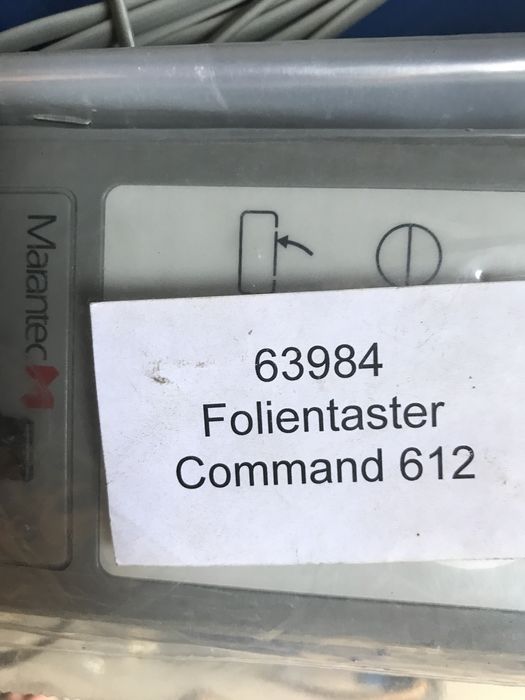 Marantec
63984
Folientaster
Command 612